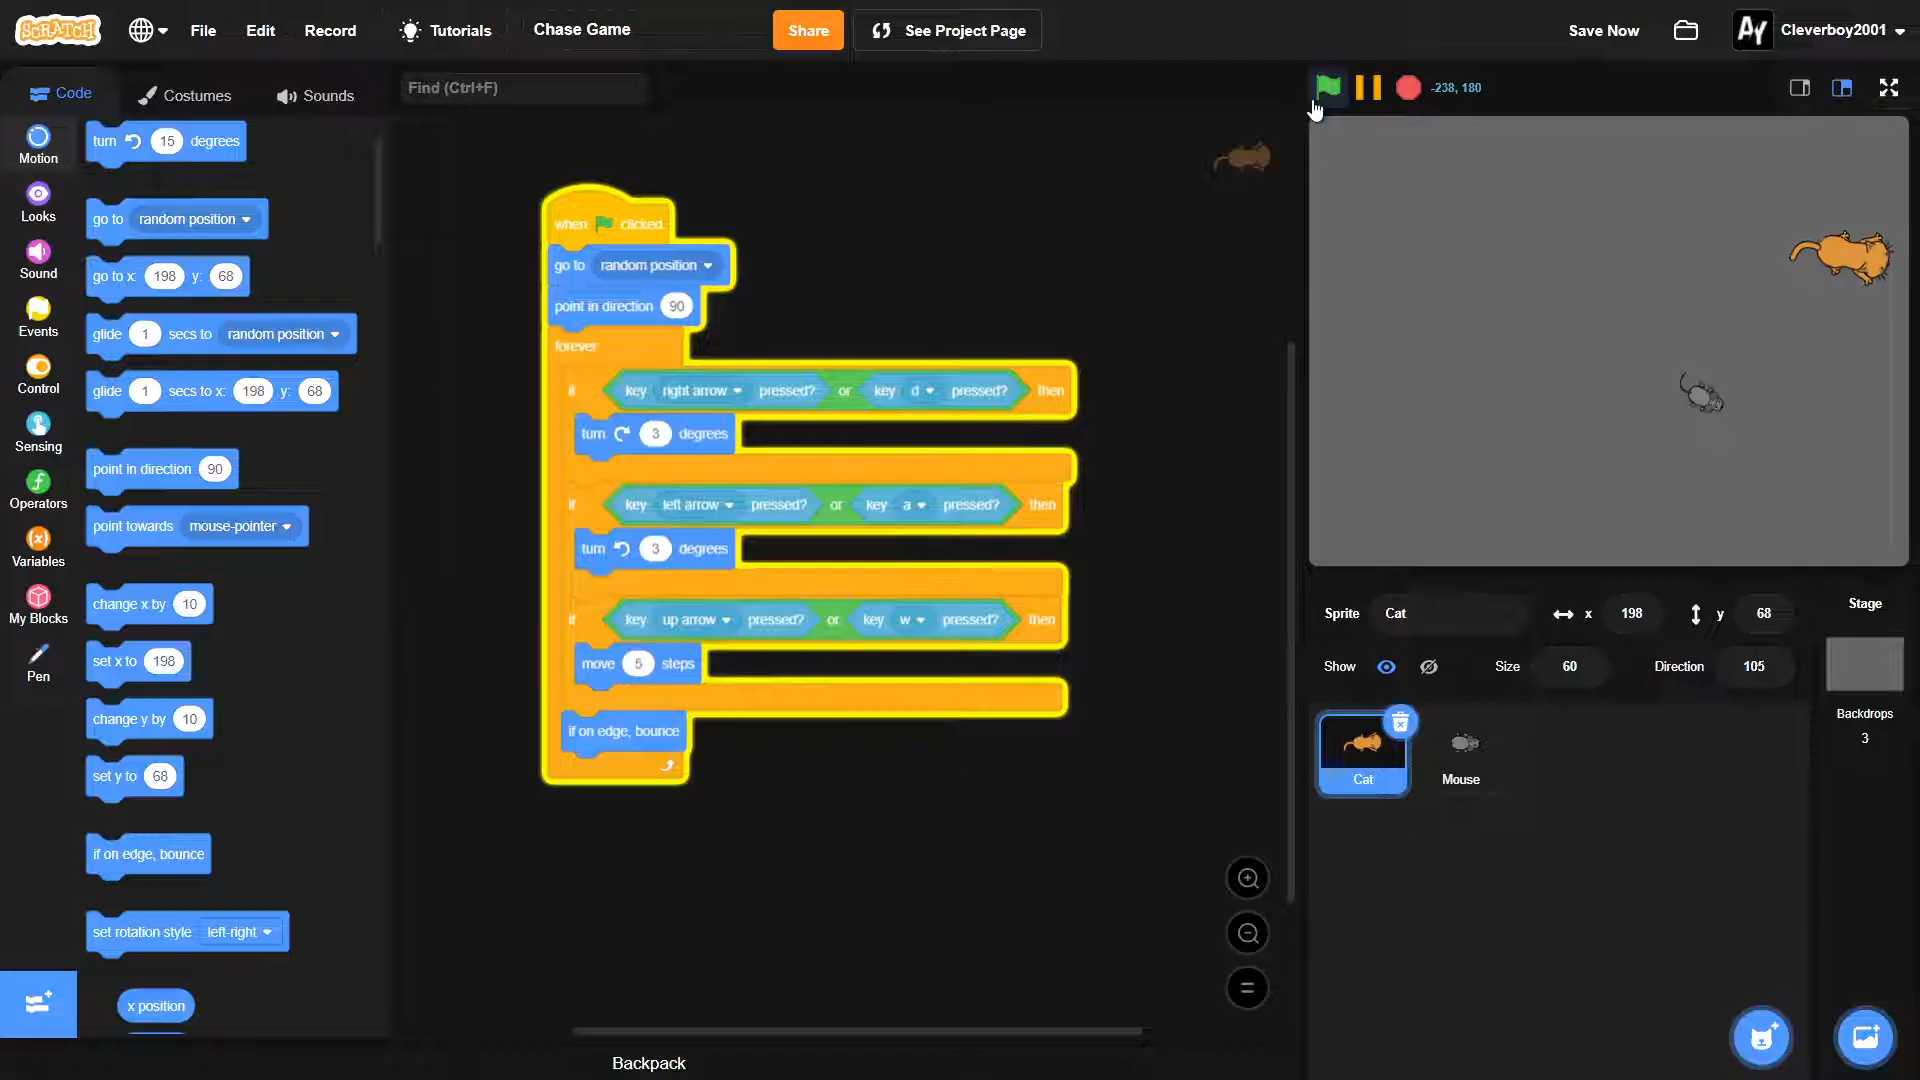 SCRATCH
File
Edit
Record
Tutorials
Chase Game
Share
See Project Page
Save Now
Ay
Cleverboy2001
Code
Costumes
Sounds
Find (Ctrl+F)
-238, 180
Motion
Looks
Sound
Events
Control
Sensing
Operators
Variables
My Blocks
Pen
turn 15 degrees
go to random position
go to x: 198 y: 68
glide 1 secs to random position
glide 1 secs to x: 198 y: 68
point in direction 90
point towards mouse-pointer
change x by 10
set x to 198
change y by 10
set y to 68
if on edge, bounce
set rotation style left-right
x position
when clicked
go to random position
point in direction 90
forever
if key right arrow pressed? or key d pressed? then
turn 3 degrees
if key left arrow pressed? or key a pressed? then
turn 3 degrees
if key up arrow pressed? or key w pressed? then
move 5 steps
if on edge, bounce
Backpack
Sprite Cat x 198 y 68
Show Size 60 Direction 105
Cat
Mouse
Stage
Backdrops
3